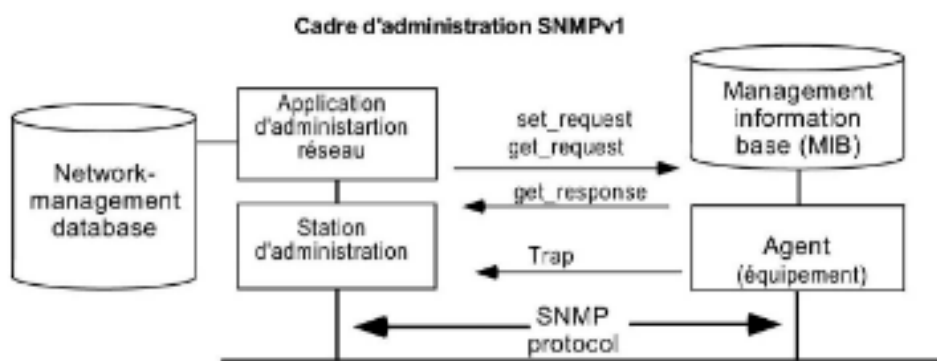 Cadre d'administration SNMPv1
Network-
management
database
Application
d'administartion
réseau
Station
d'administration
set_request
get_request
get_response
Trap
SNMP
protocol
Management
information
base (MIB)
Agent
(équipement)